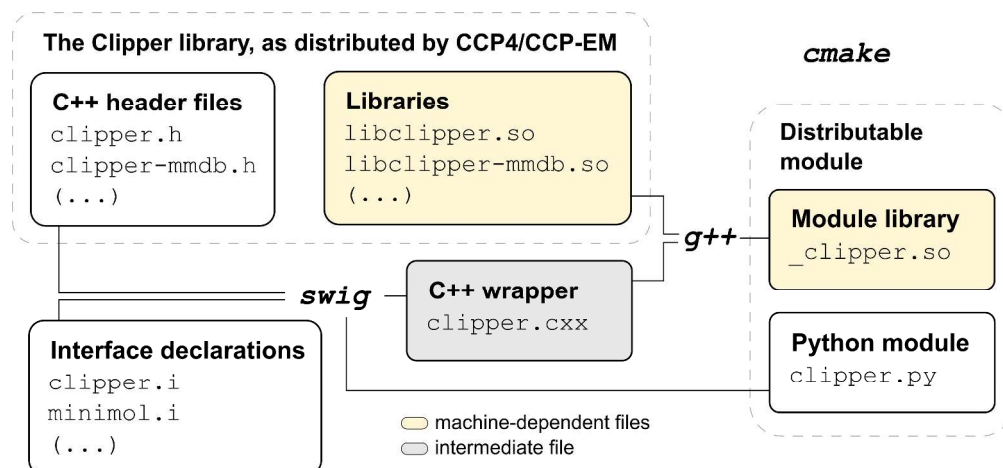 The Clipper library, as distributed by CCP4/CCP-EM
C++ header files
clipper.h
clipper-mmdb.h
(...)
Libraries
libclipper.so
libclipper-mmdb.so
(...)
cmake
Distributable
module
Module library
_clipper.so
Python module
clipper.py
g++
swig
C++ wrapper
clipper.cxx
Interface declarations
clipper.i
minimol.i
(...)
machine-dependent files
intermediate file